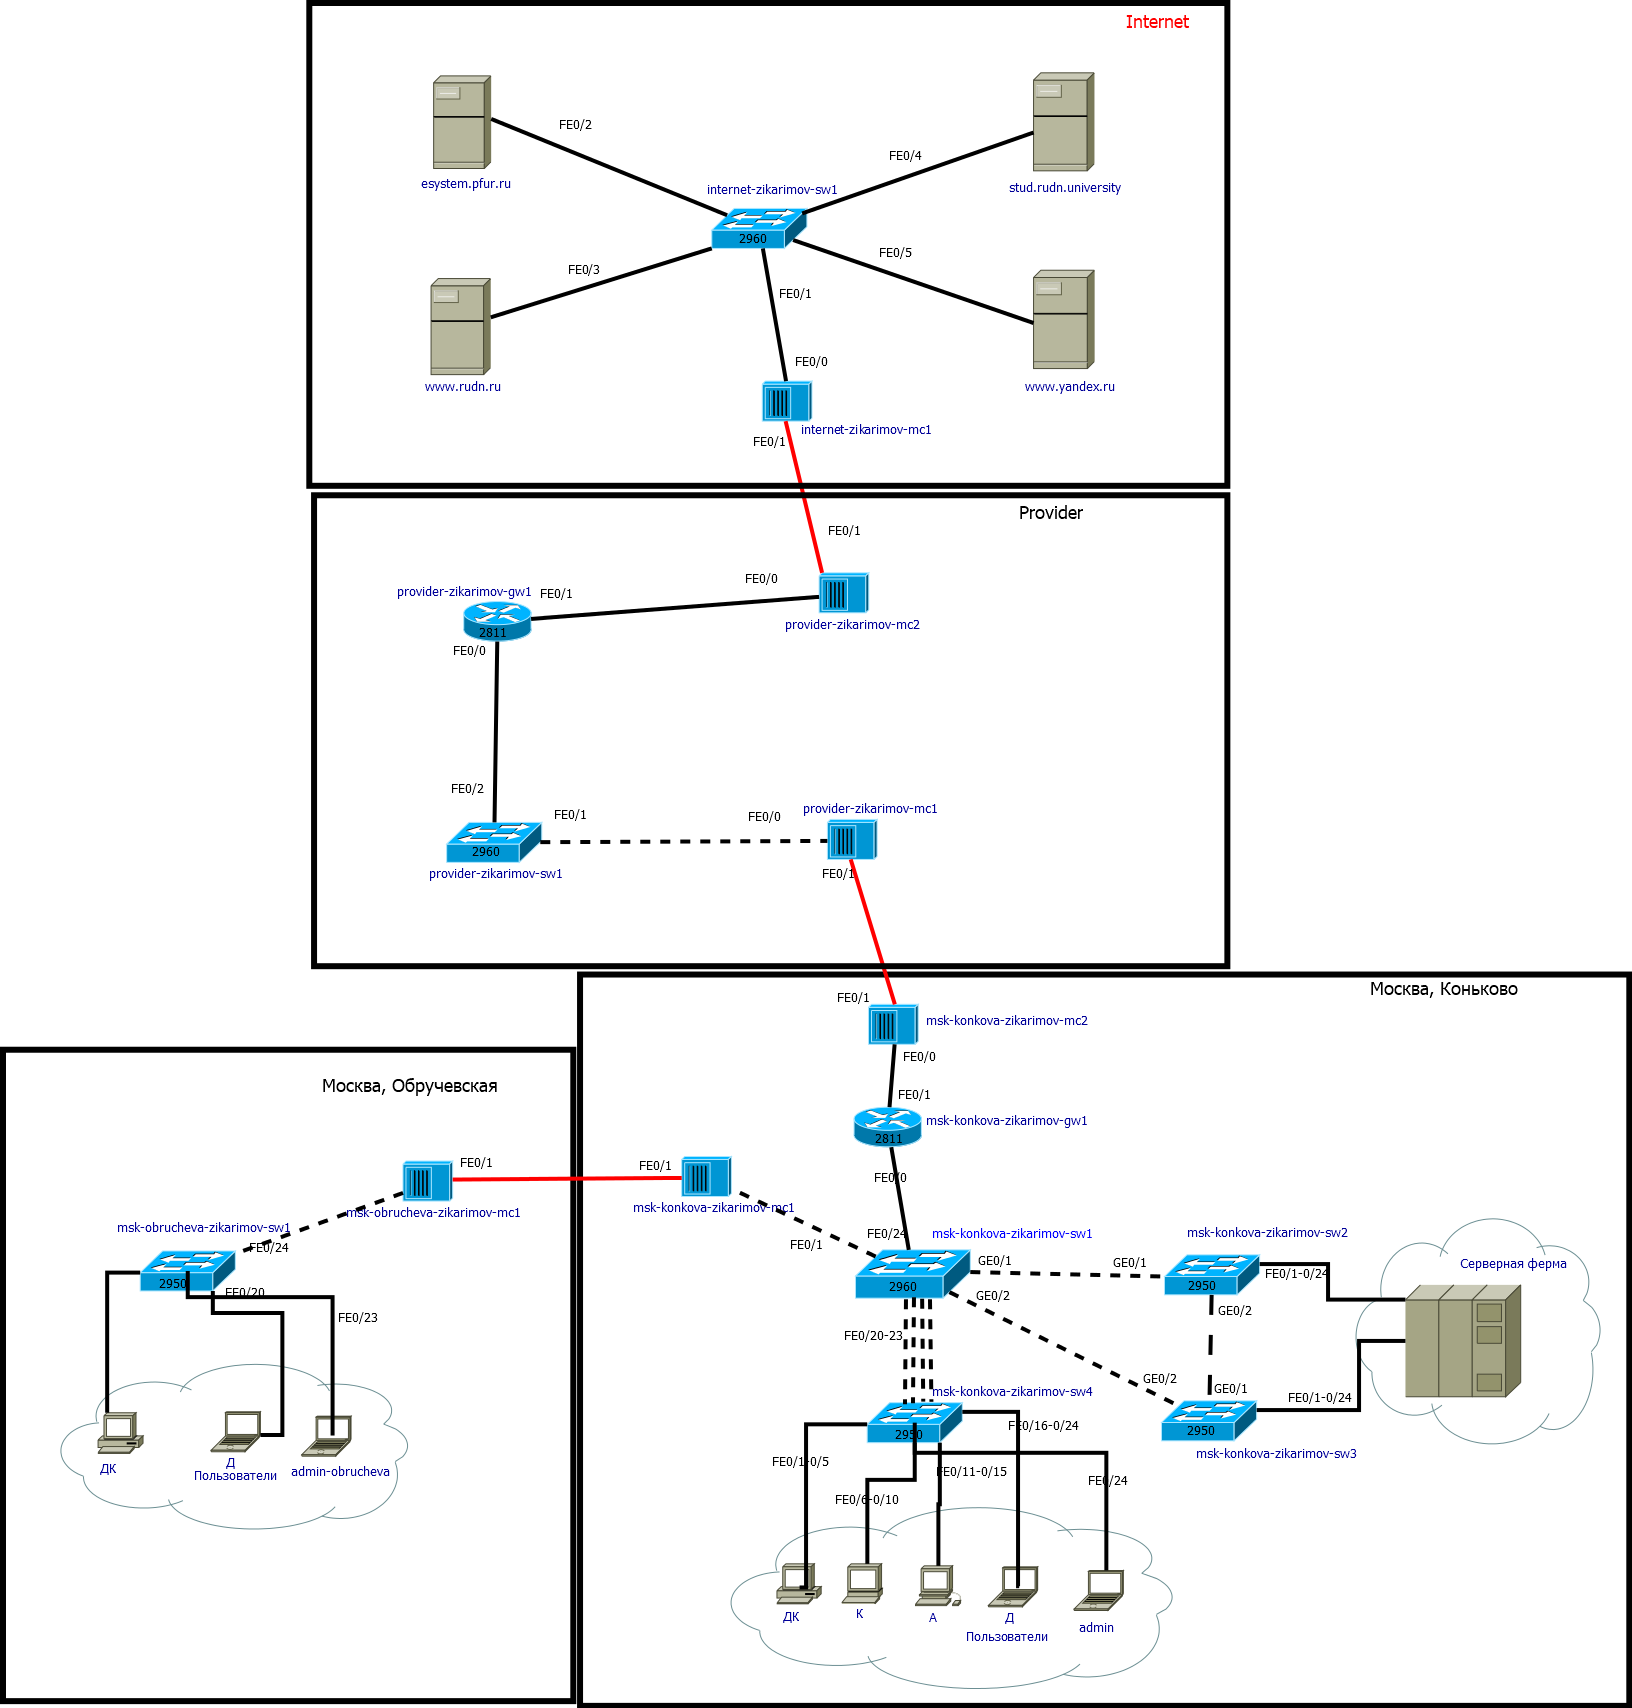 Internet
FE0/2
FE0/4
esystem.pfur.ru
internet-zikarimov-sw1
stud.rudn.university
2960
FE0/3
FE0/5
FE0/1
FE0/0
www.rudn.ru
www.yandex.ru
internet-zikarimov-mc1
FE0/1
Provider
FE0/1
provider-zikarimov-gw1
FE0/1
FE0/0
2811
provider-zikarimov-mc2
FE0/0
FE0/2
FE0/1
FE0/0
provider-zikarimov-mc1
2960
provider-zikarimov-sw1
FE0/1
Москва, Коньково
FE0/1
msk-konkova-zikarimov-mc2
FE0/0
FE0/1
msk-konkova-zikarimov-gw1
2811
FE0/0
Москва, Обручевская
FE0/1
FE0/1
msk-obrucheva-zikarimov-mc1
msk-konkova-zikarimov-mc1
msk-obrucheva-zikarimov-sw1
FE0/24
2950
FE0/20
FE0/23
ДК
Д
Пользователи
admin-obrucheva
FE0/1
FE0/24
msk-konkova-zikarimov-sw1
GE0/1
GE0/1
msk-konkova-zikarimov-sw2
2960
GE0/2
2950
FE0/1-0/24
Серверная ферма
GE0/2
FE0/20-23
GE0/2
GE0/1
FE0/1-0/24
msk-konkova-zikarimov-sw4
2950
2950
msk-konkova-zikarimov-sw3
FE0/16-0/24
FE0/1-0/5
FE0/11-0/15
FE0/24
FE0/6-0/10
ДК
К
А
Д
Пользователи
admin